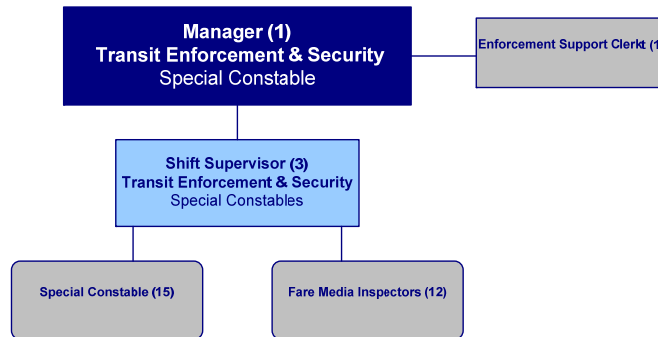 Manager (1)
Transit Enforcement & Security
Special Constable
Enforcement Support Clerkt (1
Shift Supervisor (3)
Transit Enforcement & Security
Special Constables
Special Constable (15)
Fare Media Inspectors (12)